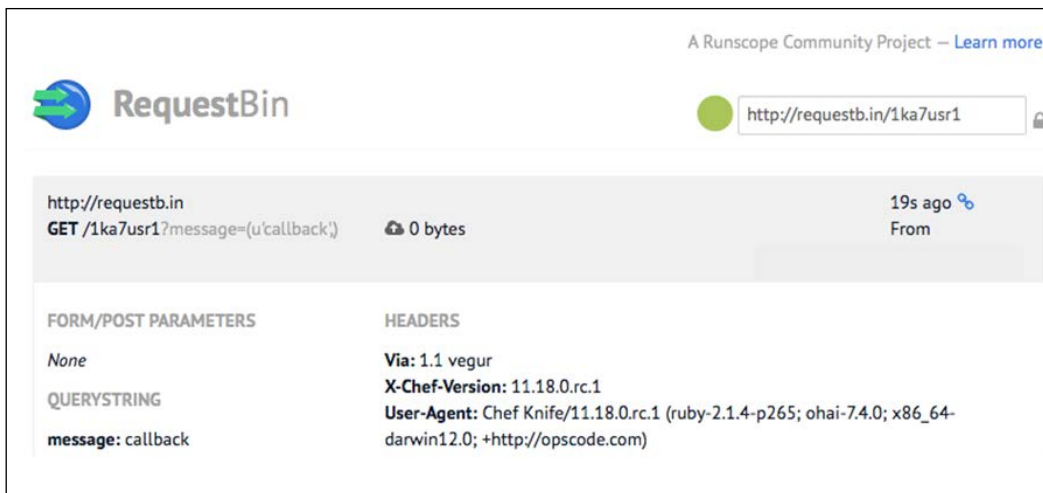 A Runscope Community Project — Learn more
RequestBin
http://requestb.in/1ka7usr1
http://requestb.in
19s ago
GET /1ka7usr1?message=(u'callback',)
0 bytes
From
FORM/POST PARAMETERS
HEADERS
None
Via: 1.1 vegur
X-Chef-Version: 11.18.0.rc.1
QUERYSTRING
User-Agent: Chef Knife/11.18.0.rc.1 (ruby-2.1.4-p265; ohai-7.4.0; x86_64-
message: callback
darwin12.0; +http://opscode.com)